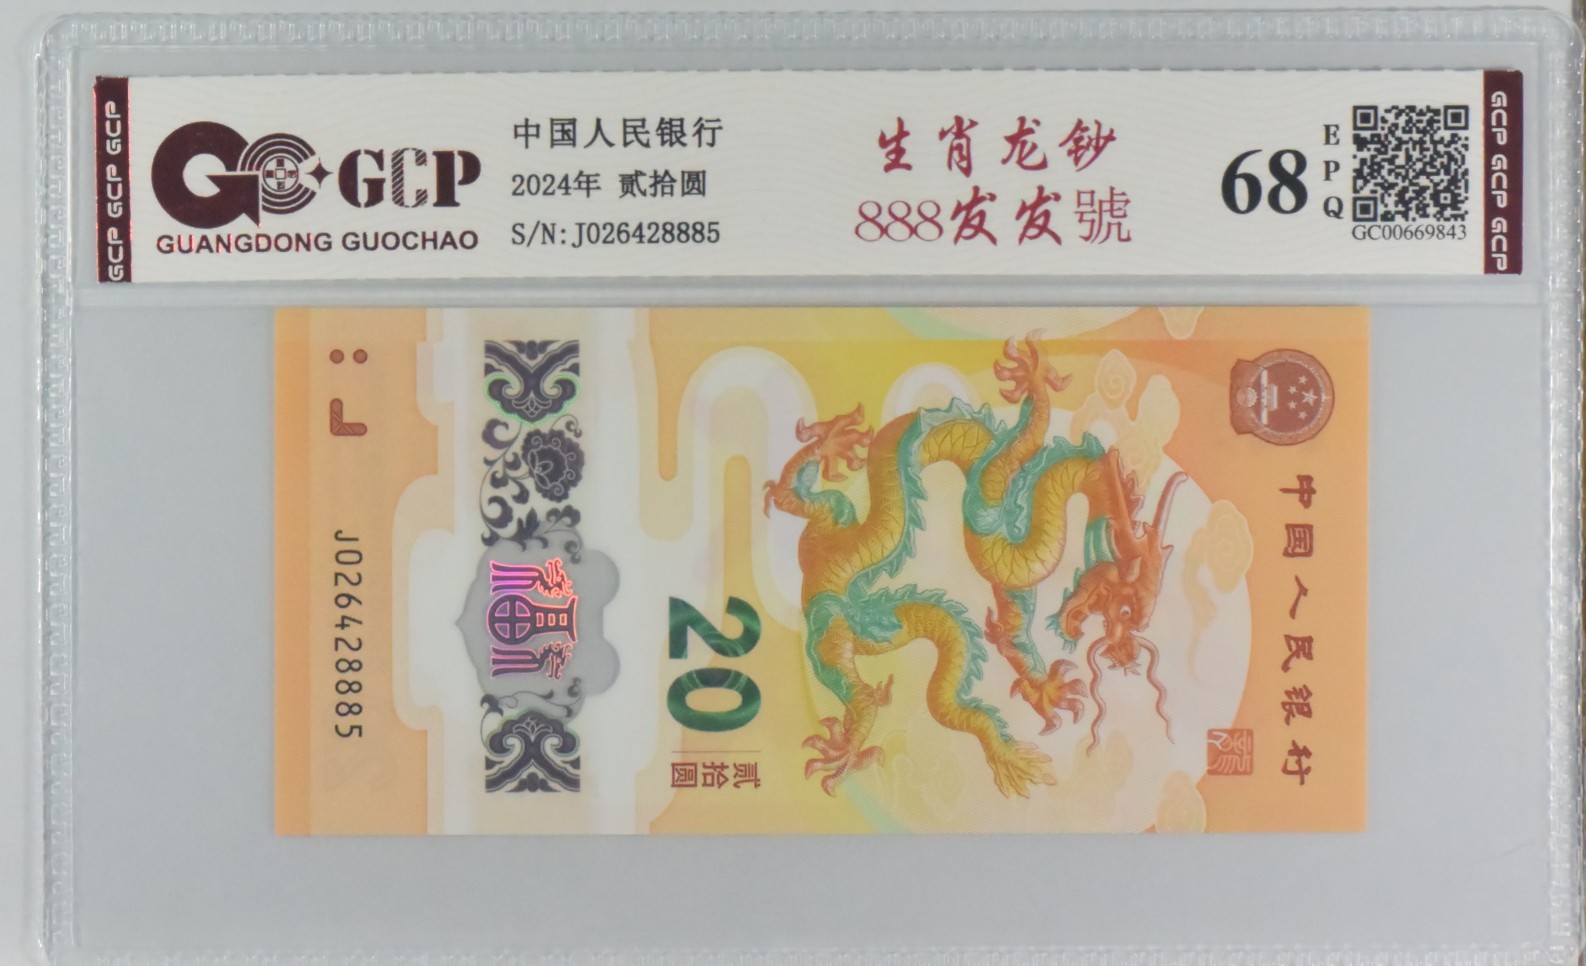 GCP GCP GCP
GCP
GUANGDONG GUOCHAO
中国人民银行
2024年 贰拾圆
S/N:J026428885
生肖龙钞
888发发號
68
EPQ
GC00669843
GCP GCP GCP
J026428885
20
贰拾圆
中国人民银行